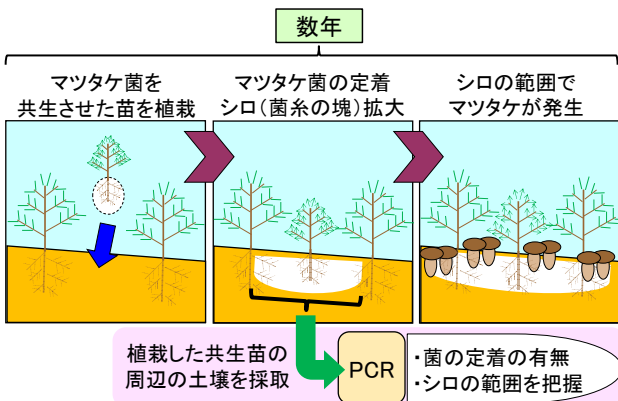 数年
マツタケ菌を
共生させた苗を植栽
マツタケ菌の定着
シロ(菌糸の塊)拡大
シロの範囲で
マツタケが発生
植栽した共生苗の
周辺の土壌を採取
PCR
・菌の定着の有無
・シロの範囲を把握